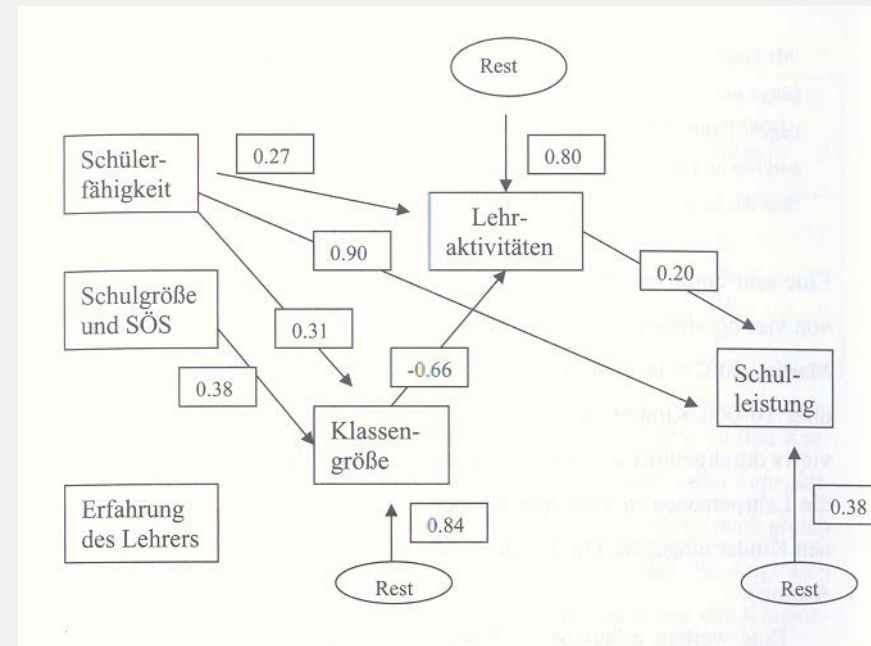 Rest
Schüler-
fähigkeit
0.27
0.80
Lehr-
aktivitäten
0.90
0.20
Schulgröße
und SÖS
0.31
-0.66
0.38
Schul-
leistung
Klassen-
größe
Erfahrung
des Lehrers
0.84
0.38
Rest
Rest